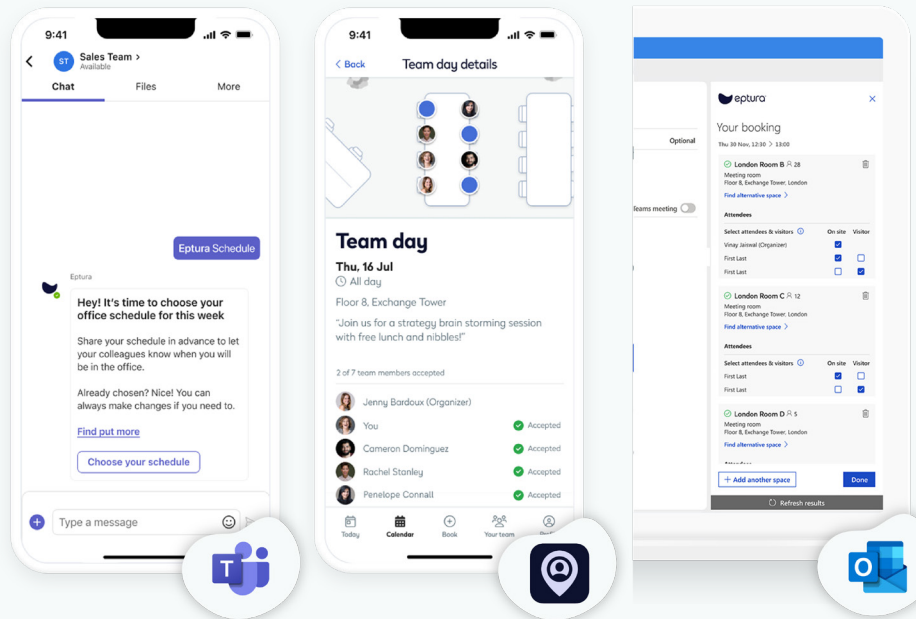 9:41
ST
Sales Team >
Available
Chat
Files
More
Eptura Schedule
Eptura
Hey! It's time to choose your
office schedule for this week
Share your schedule in advance to let
your colleagues know when you will
be in the office.
Already chosen? Nice! You can
always make changes if you need to.
Find put more
Choose your schedule
Type a message
T
9:41
< Back
Team day details
Team day
Thu, 16 Jul
All day
Floor 8, Exchange Tower
"Join us for a strategy brain storming session
with free lunch and nibbles!"
2 of 7 team members accepted
Jenny Bardoux (Organizer)
You
Accepted
Cameron Dominguez
Accepted
Rachel Stanley
Accepted
Penelope Connall
Accepted
Today
Calendar
Book
Your team
Optional
Teams meeting
eptura
Your booking
Thu 30 Nov, 12:30 > 13:00
London Room B 28
Meeting room
Floor 8, Exchange Tower, London
Find alternative space >
Attendees
Select attendees & visitors
On site
Visitor
Vinay Jaiswal (Organizer)
First Last
First Last
London Room C 12
Meeting room
Floor 8, Exchange Tower, London
Find alternative space >
Attendees
Select attendees & visitors
On site
Visitor
First Last
First Last
London Room D 5
Meeting room
Floor 8, Exchange Tower, London
Find alternative space >
+ Add another space
Done
Refresh results
O